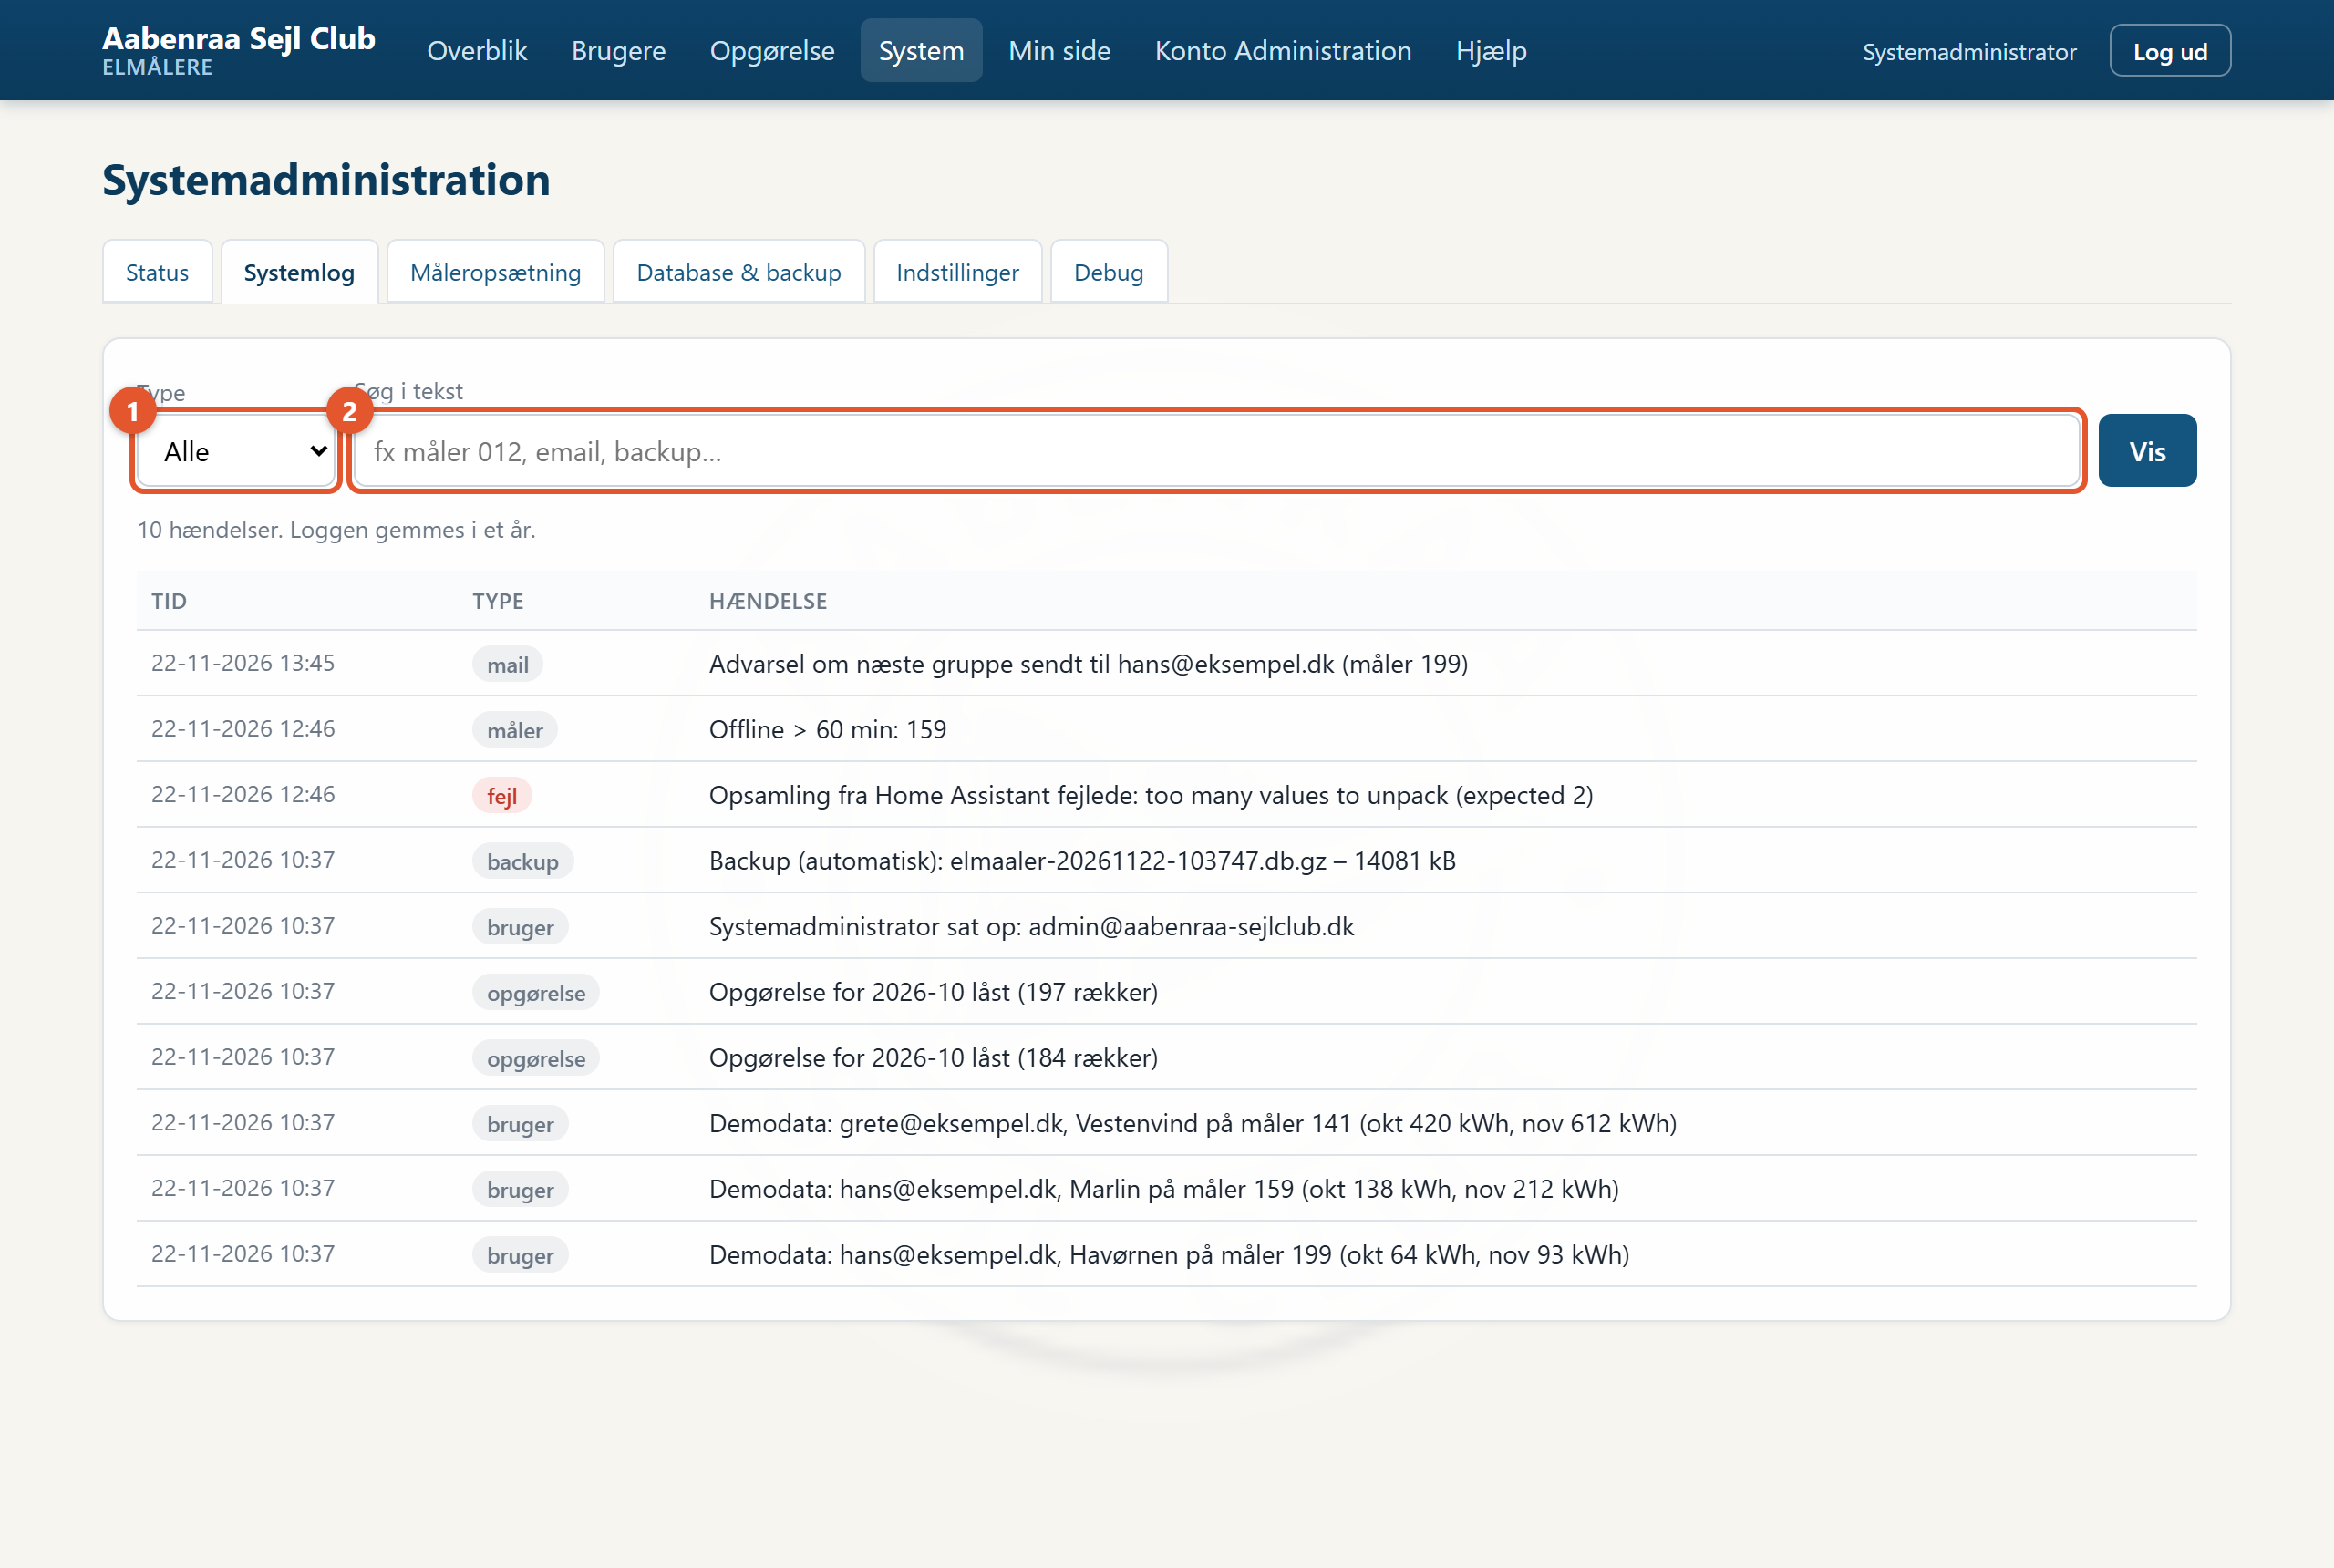 Aabenraa Sejl Club
ELMÅLERE
Overblik Brugere Opgørelse System Min side Konto Administration Hjælp Systemadministrator Log ud
Systemadministration
Status Systemlog Måleropsætning Database & backup Indstillinger Debug
Type Søg i tekst
1 2
Alle fx måler 012, email, backup... Vis
10 hændelser. Loggen gemmes i et år.
TID TYPE HÆNDELSE
22-11-2026 13:45 mail Advarsel om næste gruppe sendt til hans@eksempel.dk (måler 199)
22-11-2026 12:46 måler Offline > 60 min: 159
22-11-2026 12:46 fejl Opsamling fra Home Assistant fejlede: too many values to unpack (expected 2)
22-11-2026 10:37 backup Backup (automatisk): elmaaler-20261122-103747.db.gz – 14081 kB
22-11-2026 10:37 bruger Systemadministrator sat op: admin@aabenraa-sejlclub.dk
22-11-2026 10:37 opgørelse Opgørelse for 2026-10 låst (197 rækker)
22-11-2026 10:37 opgørelse Opgørelse for 2026-10 låst (184 rækker)
22-11-2026 10:37 bruger Demodata: grete@eksempel.dk, Vestenvind på måler 141 (okt 420 kWh, nov 612 kWh)
22-11-2026 10:37 bruger Demodata: hans@eksempel.dk, Marlin på måler 159 (okt 138 kWh, nov 212 kWh)
22-11-2026 10:37 bruger Demodata: hans@eksempel.dk, Havørnen på måler 199 (okt 64 kWh, nov 93 kWh)